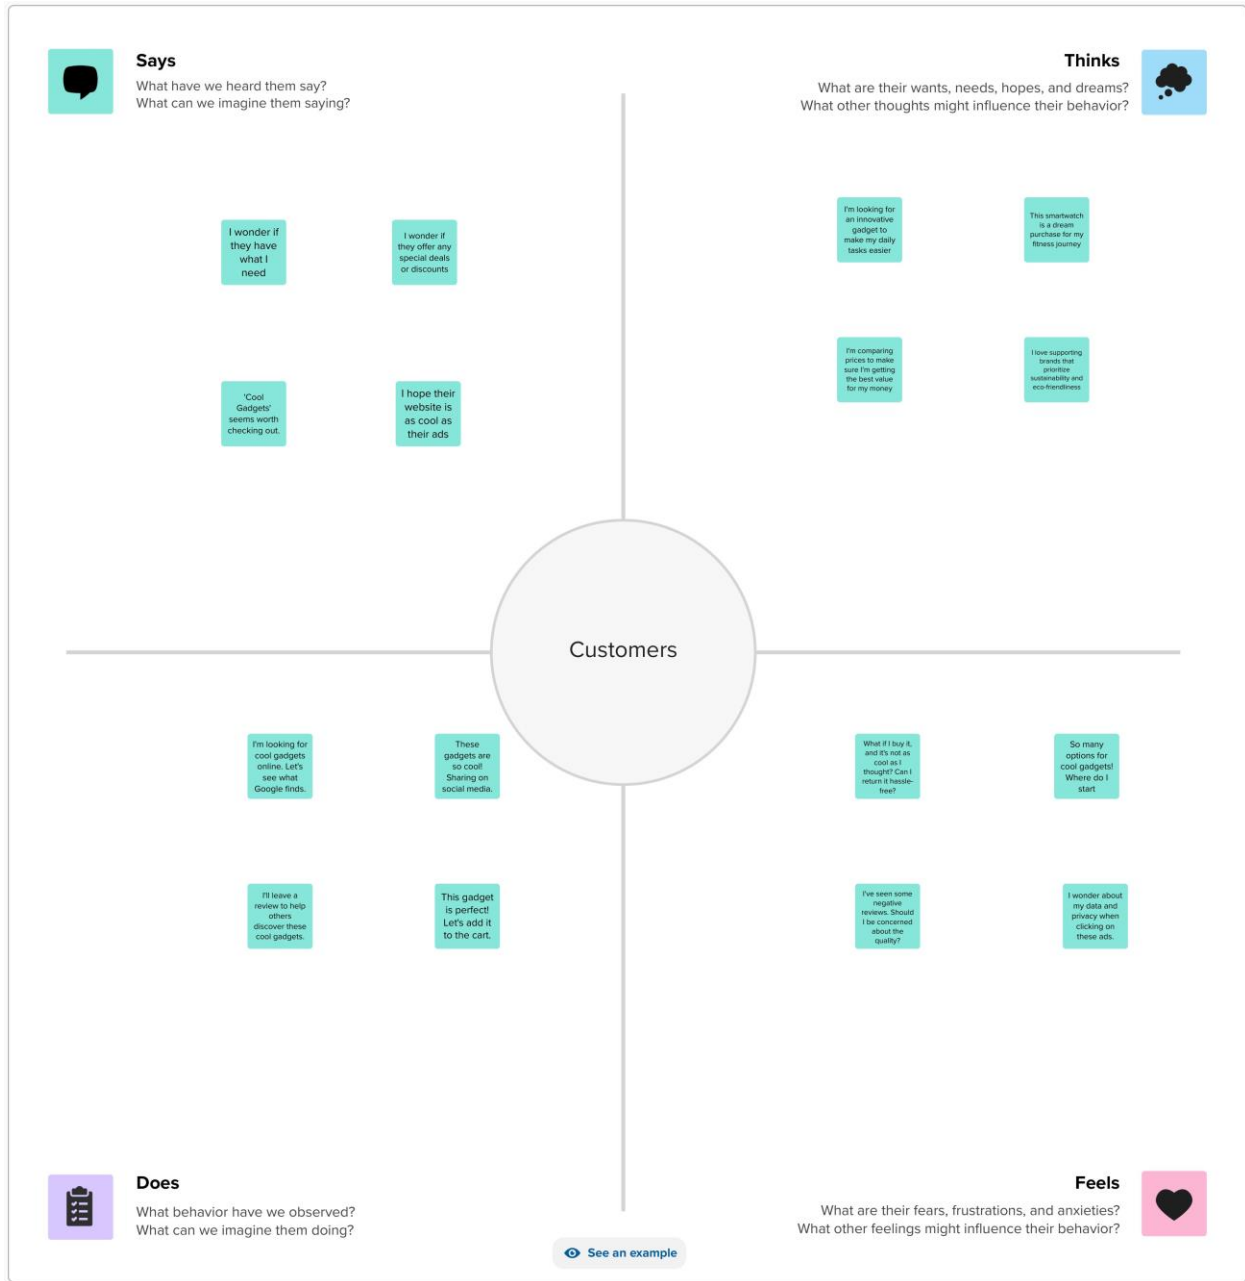 Says
What have we heard them say?
What can we imagine them saying?
Thinks
What are their wants, needs, hopes, and dreams?
What other thoughts might influence their behavior?
I wonder if
they have
what I
need
I wonder if
they offer any
special deals
or discounts
'Cool
Gadgets'
seems worth
checking out.
I hope their
website is
as cool as
their ads
I'm looking for
an innovative
gadget to
make my daily
tasks easier
This smartwatch
is a dream
purchase for my
fitness journey
I'm comparing
prices to make
sure I'm getting
the best value
for my money
I love supporting
brands that
prioritize
sustainability and
eco-friendliness
Customers
I'm looking for
cool gadgets
online. Let's
see what
Google finds.
These
gadgets are
so cool!
Sharing on
social media.
I'll leave a
review to help
others
discover these
cool gadgets.
This gadget
is perfect!
Let's add it
to the cart.
What if I buy it,
and it's not as
cool as I
thought? Can I
return it hassle-
free?
So many
options for
cool gadgets!
Where do I
start
I've seen some
negative
reviews. Should
I be concerned
about the
quality?
I wonder about
my data and
privacy when
clicking on
these ads.
Does
What behavior have we observed?
What can we imagine them doing?
Feels
What are their fears, frustrations, and anxieties?
What other feelings might influence their behavior?
See an example